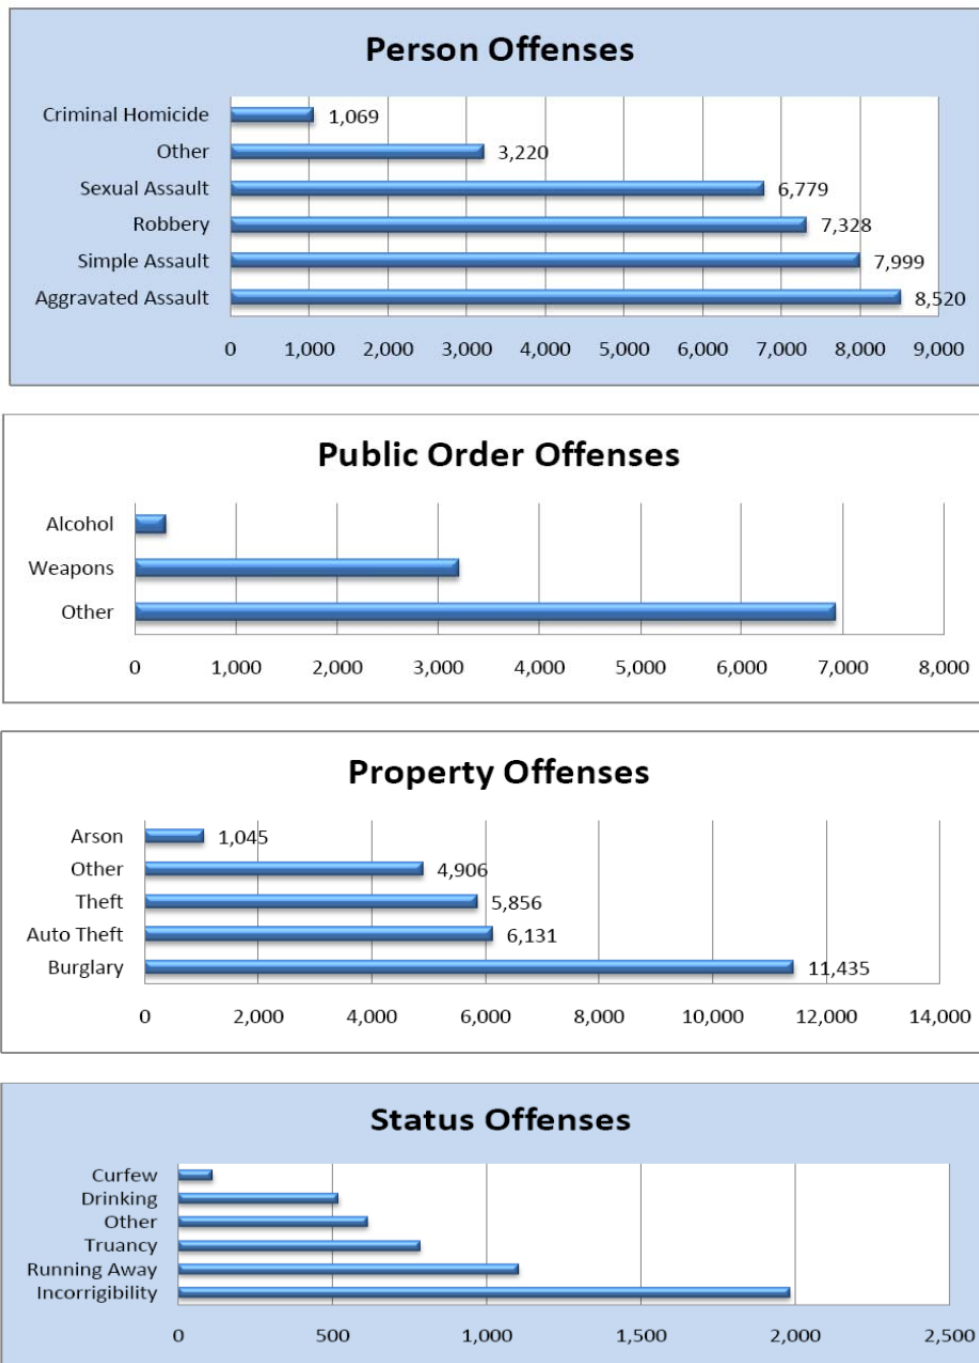 Person Offenses
Criminal Homicide 1,069
Other 3,220
Sexual Assault 6,779
Robbery 7,328
Simple Assault 7,999
Aggravated Assault 8,520
0 1,000 2,000 3,000 4,000 5,000 6,000 7,000 8,000 9,000
Public Order Offenses
Alcohol
Weapons
Other
0 1,000 2,000 3,000 4,000 5,000 6,000 7,000 8,000
Property Offenses
Arson 1,045
Other 4,906
Theft 5,856
Auto Theft 6,131
Burglary 11,435
0 2,000 4,000 6,000 8,000 10,000 12,000 14,000
Status Offenses
Curfew
Drinking
Other
Truancy
Running Away
Incorrigibility
0 500 1,000 1,500 2,000 2,500